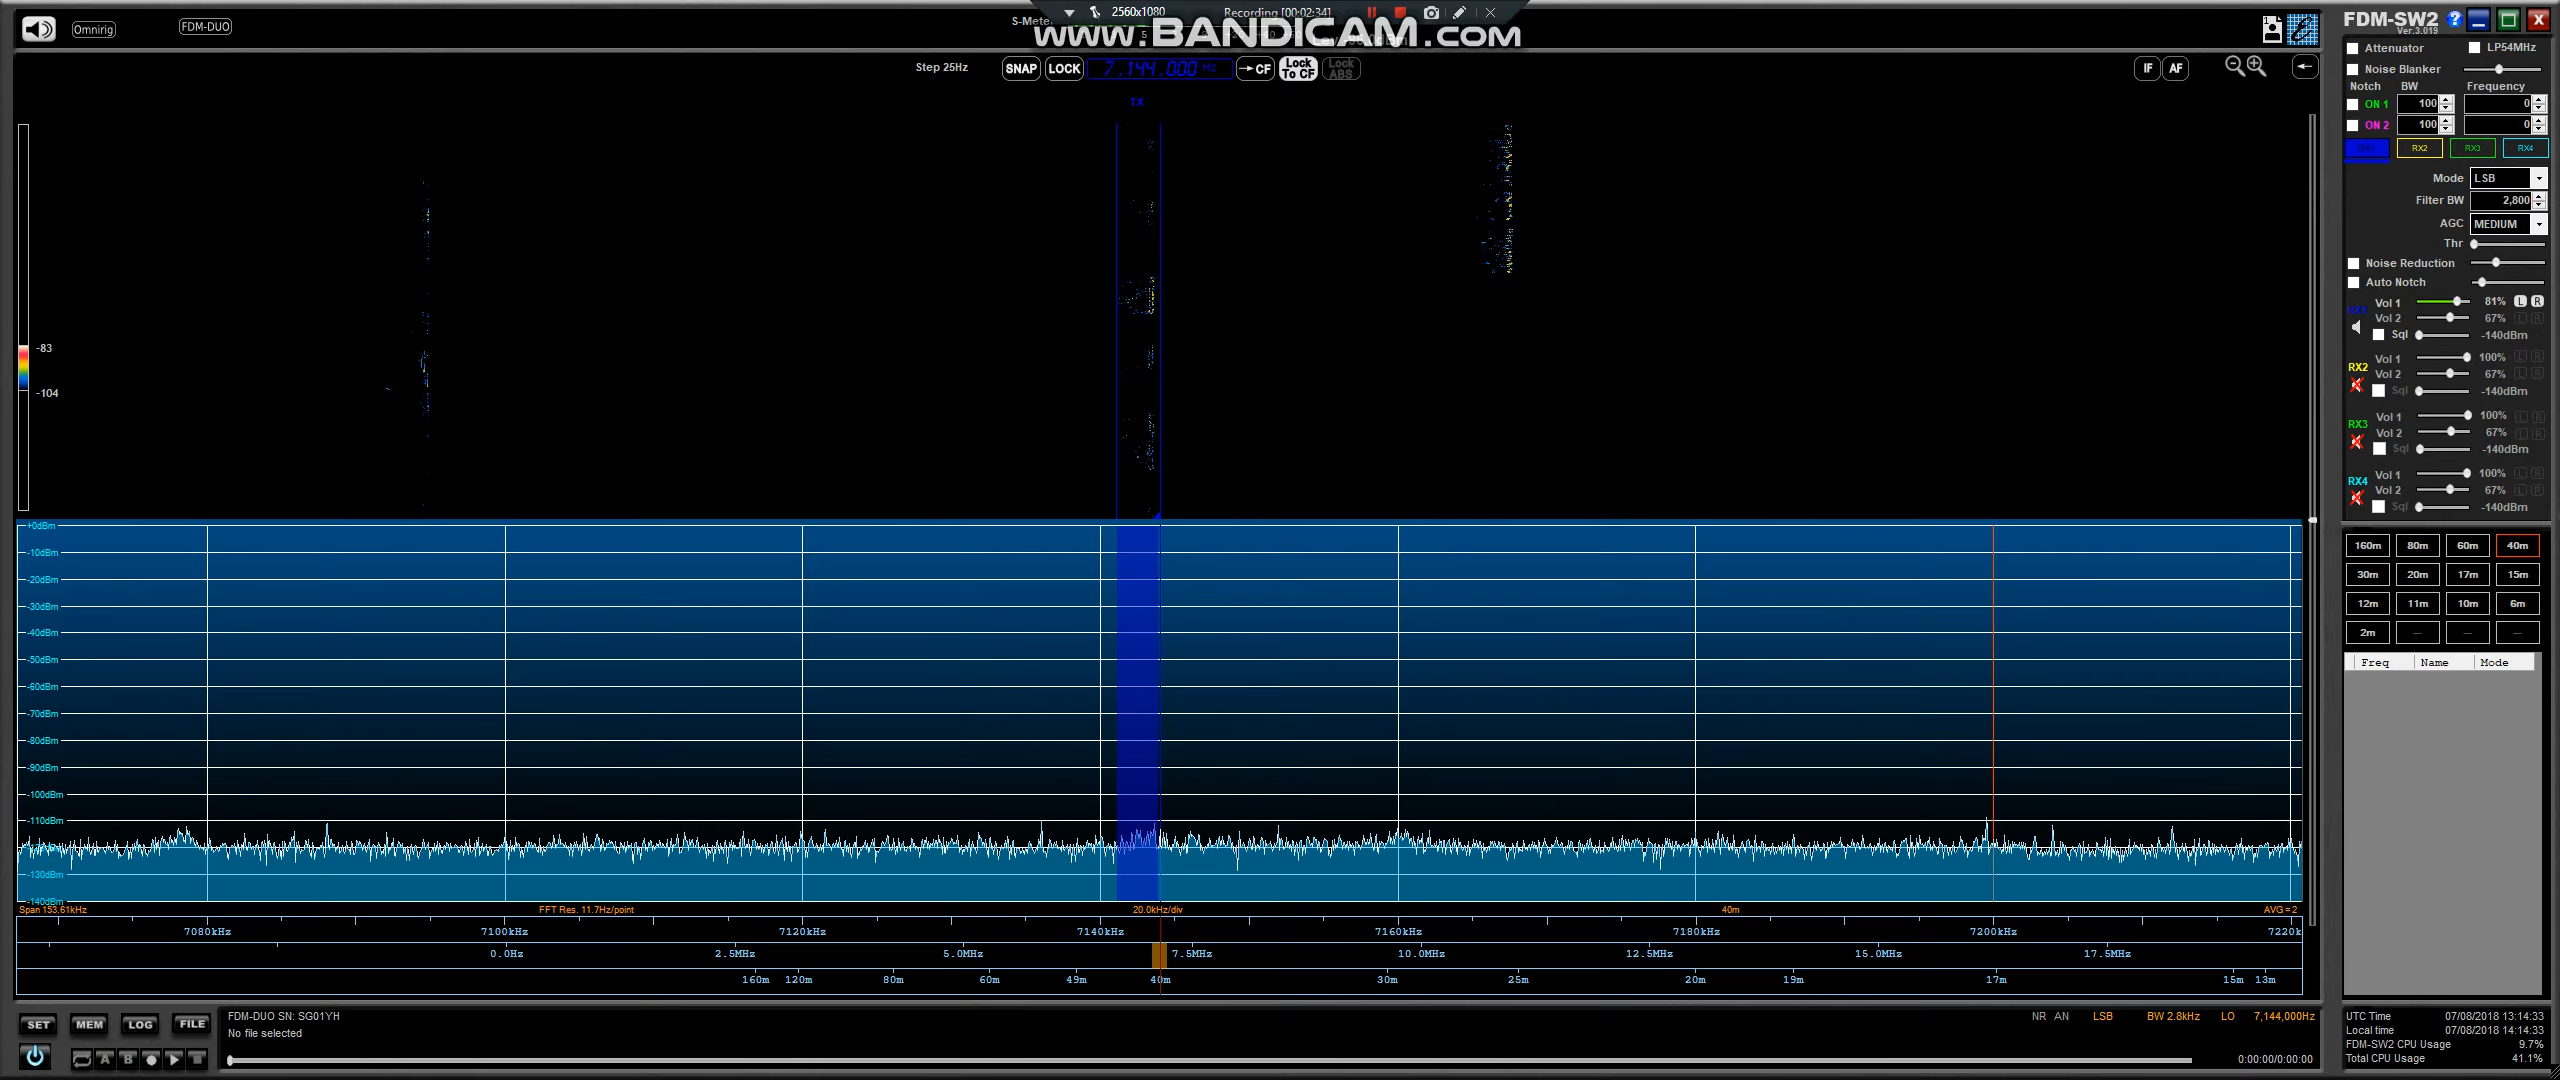 2560x1080 Recording [00:02:34]
www.BANDICAM.com
Omnirig
FDM-DUO
S-Mete
5
Step 25Hz
SNAP LOCK 7,144.000 Hz →CF Lock To CF Lock ABS
IF AF
TX
-83
-104
+0dBm
-10dBm
-20dBm
-30dBm
-40dBm
-50dBm
-60dBm
-70dBm
-80dBm
-90dBm
-100dBm
-110dBm
-120dBm
-130dBm
-140dBm
Span 153.61kHz FFT Res. 11.7Hz/point 20.0kHz/div 40m AVG=2
7080kHz 7100kHz 7120kHz 7140kHz 7160kHz 7180kHz 7200kHz 7220k
0.0Hz 2.5MHz 5.0MHz 7.5MHz 10.0MHz 12.5MHz 15.0MHz 17.5MHz
160m 120m 80m 60m 49m 40m 30m 25m 20m 19m 17m 15m 13m
SET MEM LOG FILE
A B
FDM-DUO SN: SG01YH
No file selected
NR AN LSB BW 2.8kHz LO 7,144,000Hz
0:00:00/0:00:00
FDM-SW2 ?
Ver.3.019
Attenuator LP54MHz
Noise Blanker
Notch BW Frequency
ON 1 100 0
ON 2 100 0
RX1 RX2 RX3 RX4
Mode LSB
Filter BW 2,800
AGC MEDIUM
Thr
Noise Reduction
Auto Notch
RX1
Vol 1 81% L R
Vol 2 67% L R
Sql -140dBm
RX2
Vol 1 100% L R
Vol 2 67% L R
Sql -140dBm
RX3
Vol 1 100% L R
Vol 2 67% L R
Sql -140dBm
RX4
Vol 1 100% L R
Vol 2 67% L R
Sql -140dBm
160m 80m 60m 40m
30m 20m 17m 15m
12m 11m 10m 6m
2m --- --- ---
Freq Name Mode
UTC Time 07/08/2018 13:14:33
Local time 07/08/2018 14:14:33
FDM-SW2 CPU Usage 9.7%
Total CPU Usage 41.1%